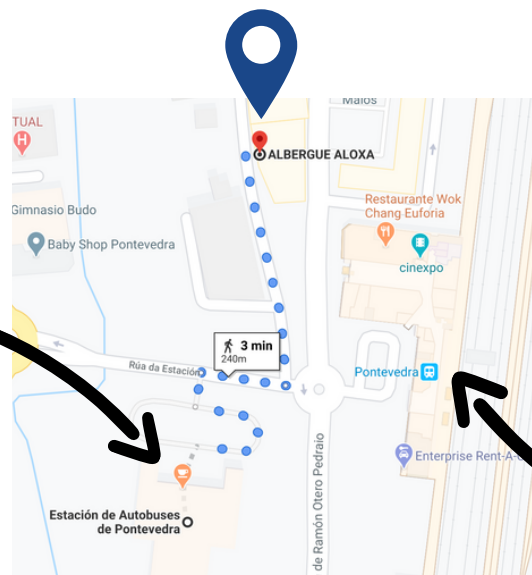 Malos
TUAL
H
ALBERGUE ALOXA
Restaurante Wok
Chang Euforia
Gimnasio Budo
Baby Shop Pontevedra
cinexpo
3 min
240m
Rúa da Estación
Pontevedra
Enterprise Rent-A-C
Estación de Autobuses
de Pontevedra
de Ramón Otero Pedraio